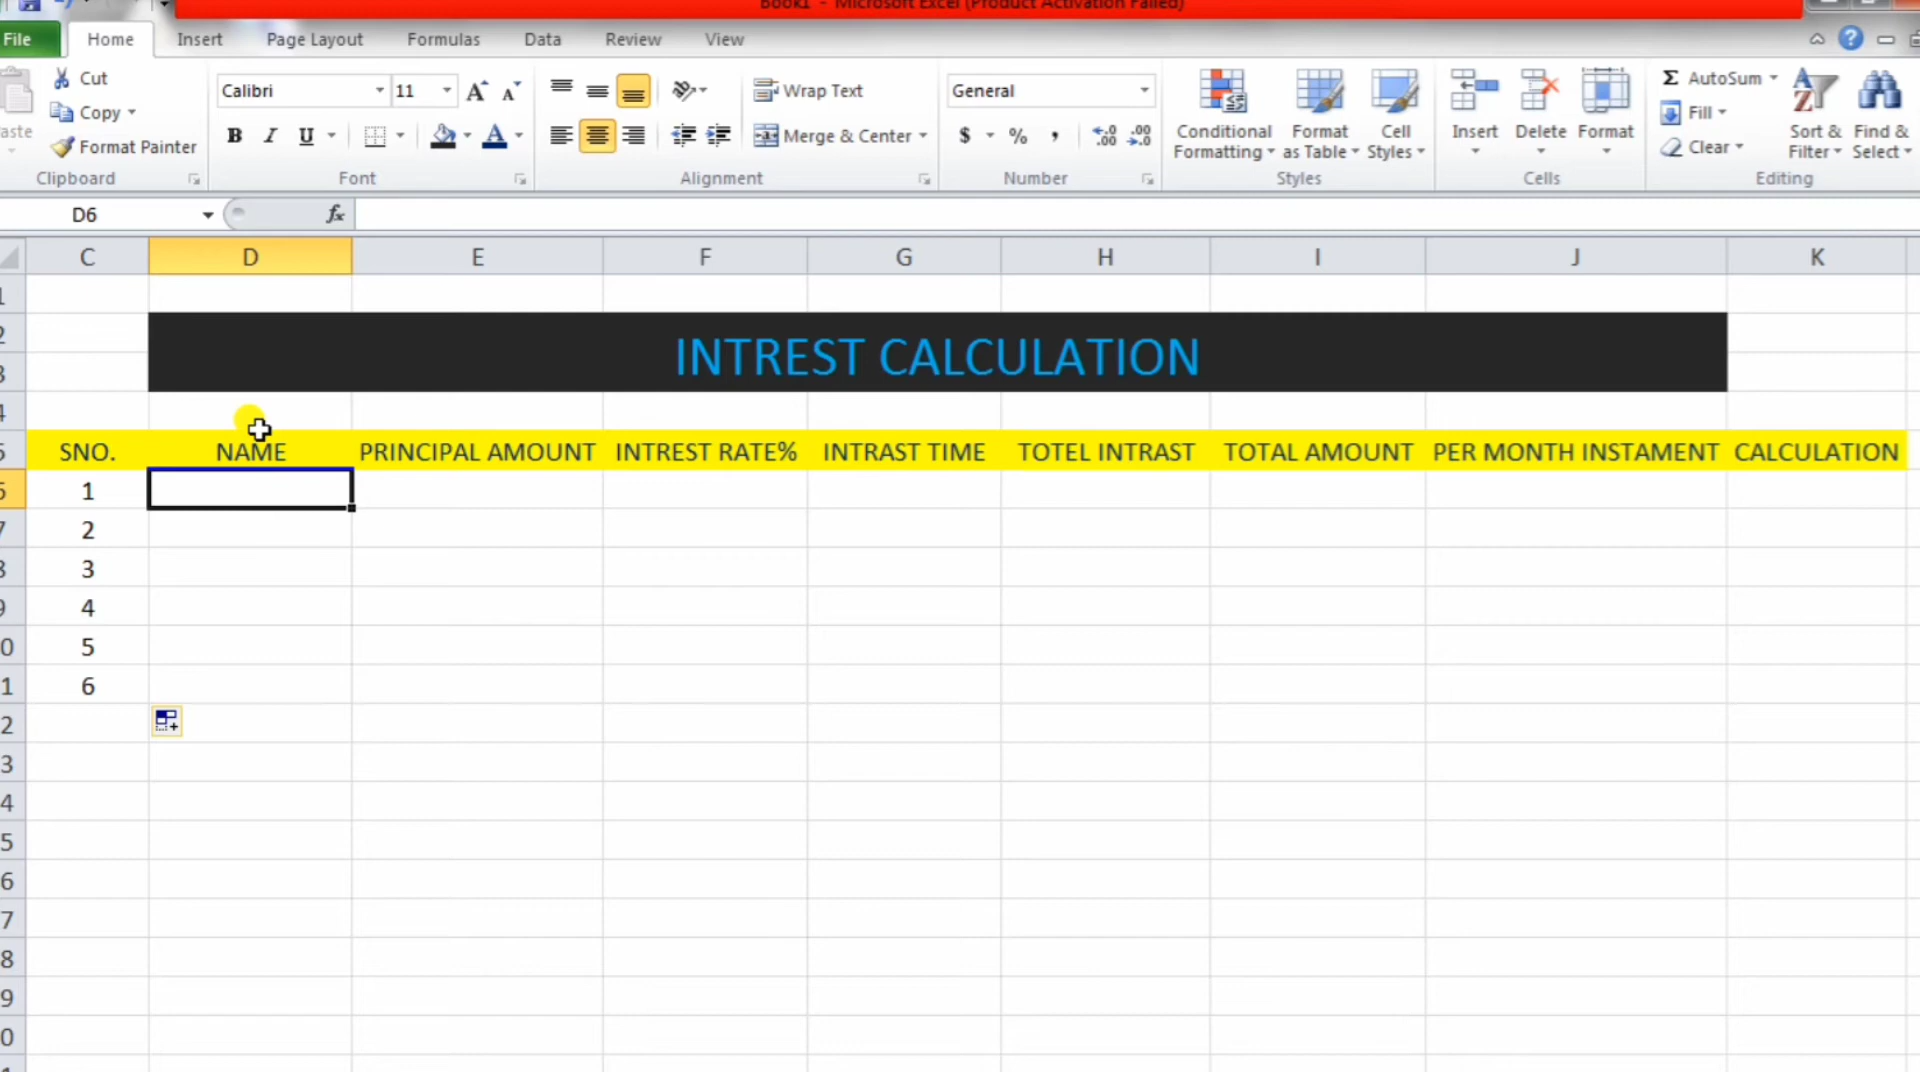 Book1 - Microsoft Excel (Product Activation Failed)
File Home Insert Page Layout Formulas Data Review View
Cut
Copy
Format Painter
Clipboard
Calibri 11
B I U
Font
Wrap Text
Merge & Center
Alignment
General
$ % ,
Number
Conditional Formatting
Format as Table
Cell Styles
Styles
Insert Delete Format
Cells
Σ AutoSum
Fill
Clear
Sort & Filter
Find & Select
Editing
D6 fx
C D E F G H I J K
INTREST CALCULATION
SNO. NAME PRINCIPAL AMOUNT INTREST RATE% INTRAST TIME TOTEL INTRAST TOTAL AMOUNT PER MONTH INSTAMENT CALCULATION
1
2
3
4
5
6